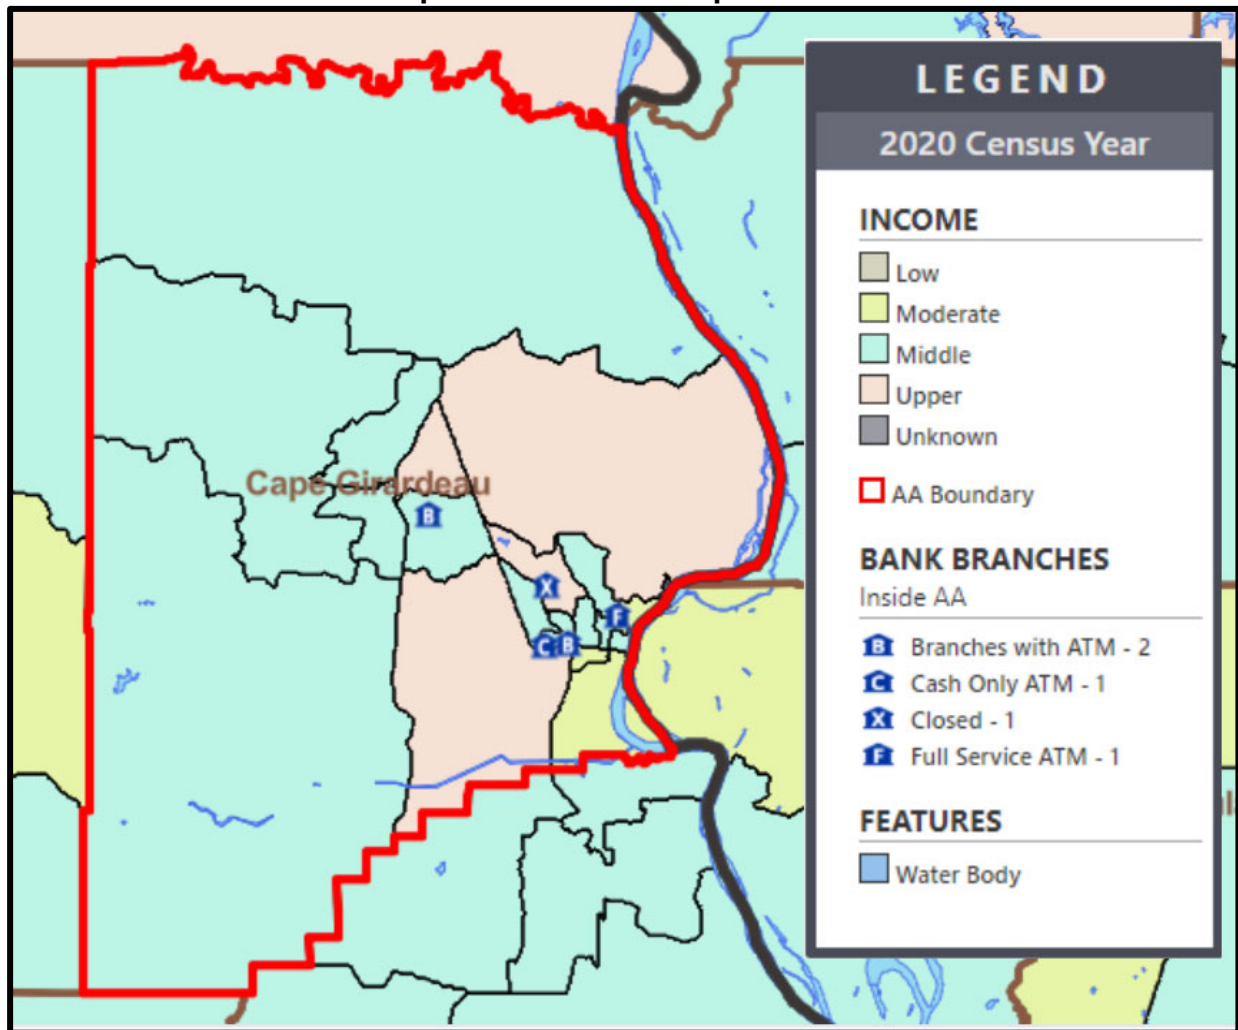 Cape Girardeau
B
X
F
C B
LEGEND
2020 Census Year
INCOME
Low
Moderate
Middle
Upper
Unknown
AA Boundary
BANK BRANCHES
Inside AA
B Branches with ATM - 2
C Cash Only ATM - 1
X Closed - 1
F Full Service ATM - 1
FEATURES
Water Body